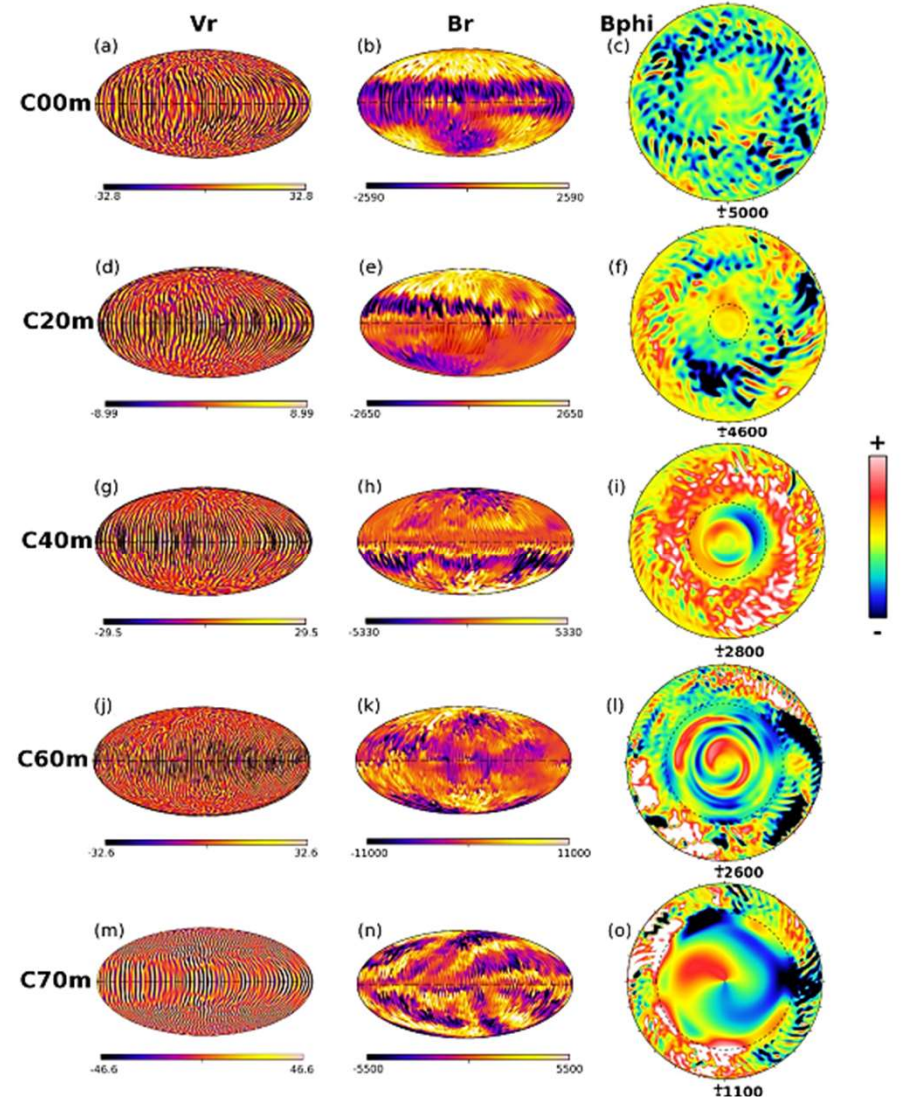 Vr Br Bphi
(a) (b) (c)
C00m
-32.8 32.8 -2590 2590
±5000
(d) (e) (f)
C20m
-8.99 8.99 -2650 2650
±4600
+
(g) (h) (i)
C40m
-29.5 29.5 -5330 5330
-
±2800
(j) (k) (l)
C60m
-32.6 32.6 -11000 11000
±2600
(m) (n) (o)
C70m
-46.6 46.6 -5500 5500
±1100